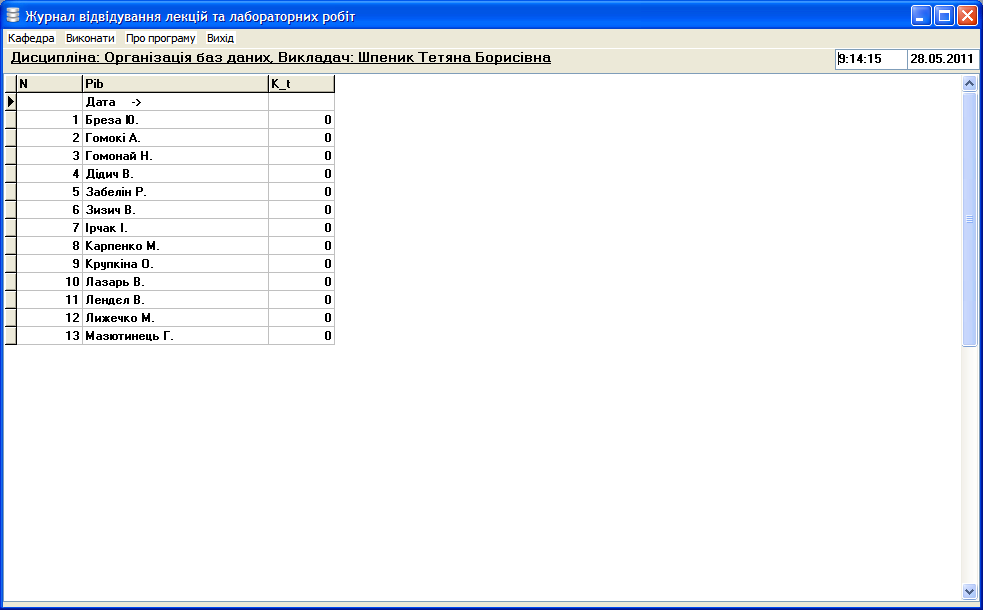 Журнал відвідування лекцій та лабораторних робіт
Кафедра Виконати Про програму Вихід
Дисципліна: Організація баз даних, Викладач: Шпеник Тетяна Борисівна 9:14:15 28.05.2011
N Pib K_t
Дата ->
1 Бреза Ю. 0
2 Гомокі А. 0
3 Гомонай Н. 0
4 Дідич В. 0
5 Забелін Р. 0
6 Зизич В. 0
7 Ірчак І. 0
8 Карпенко М. 0
9 Крупкіна О. 0
10 Лазарь В. 0
11 Лендєл В. 0
12 Лижечко М. 0
13 Мазютинець Г. 0